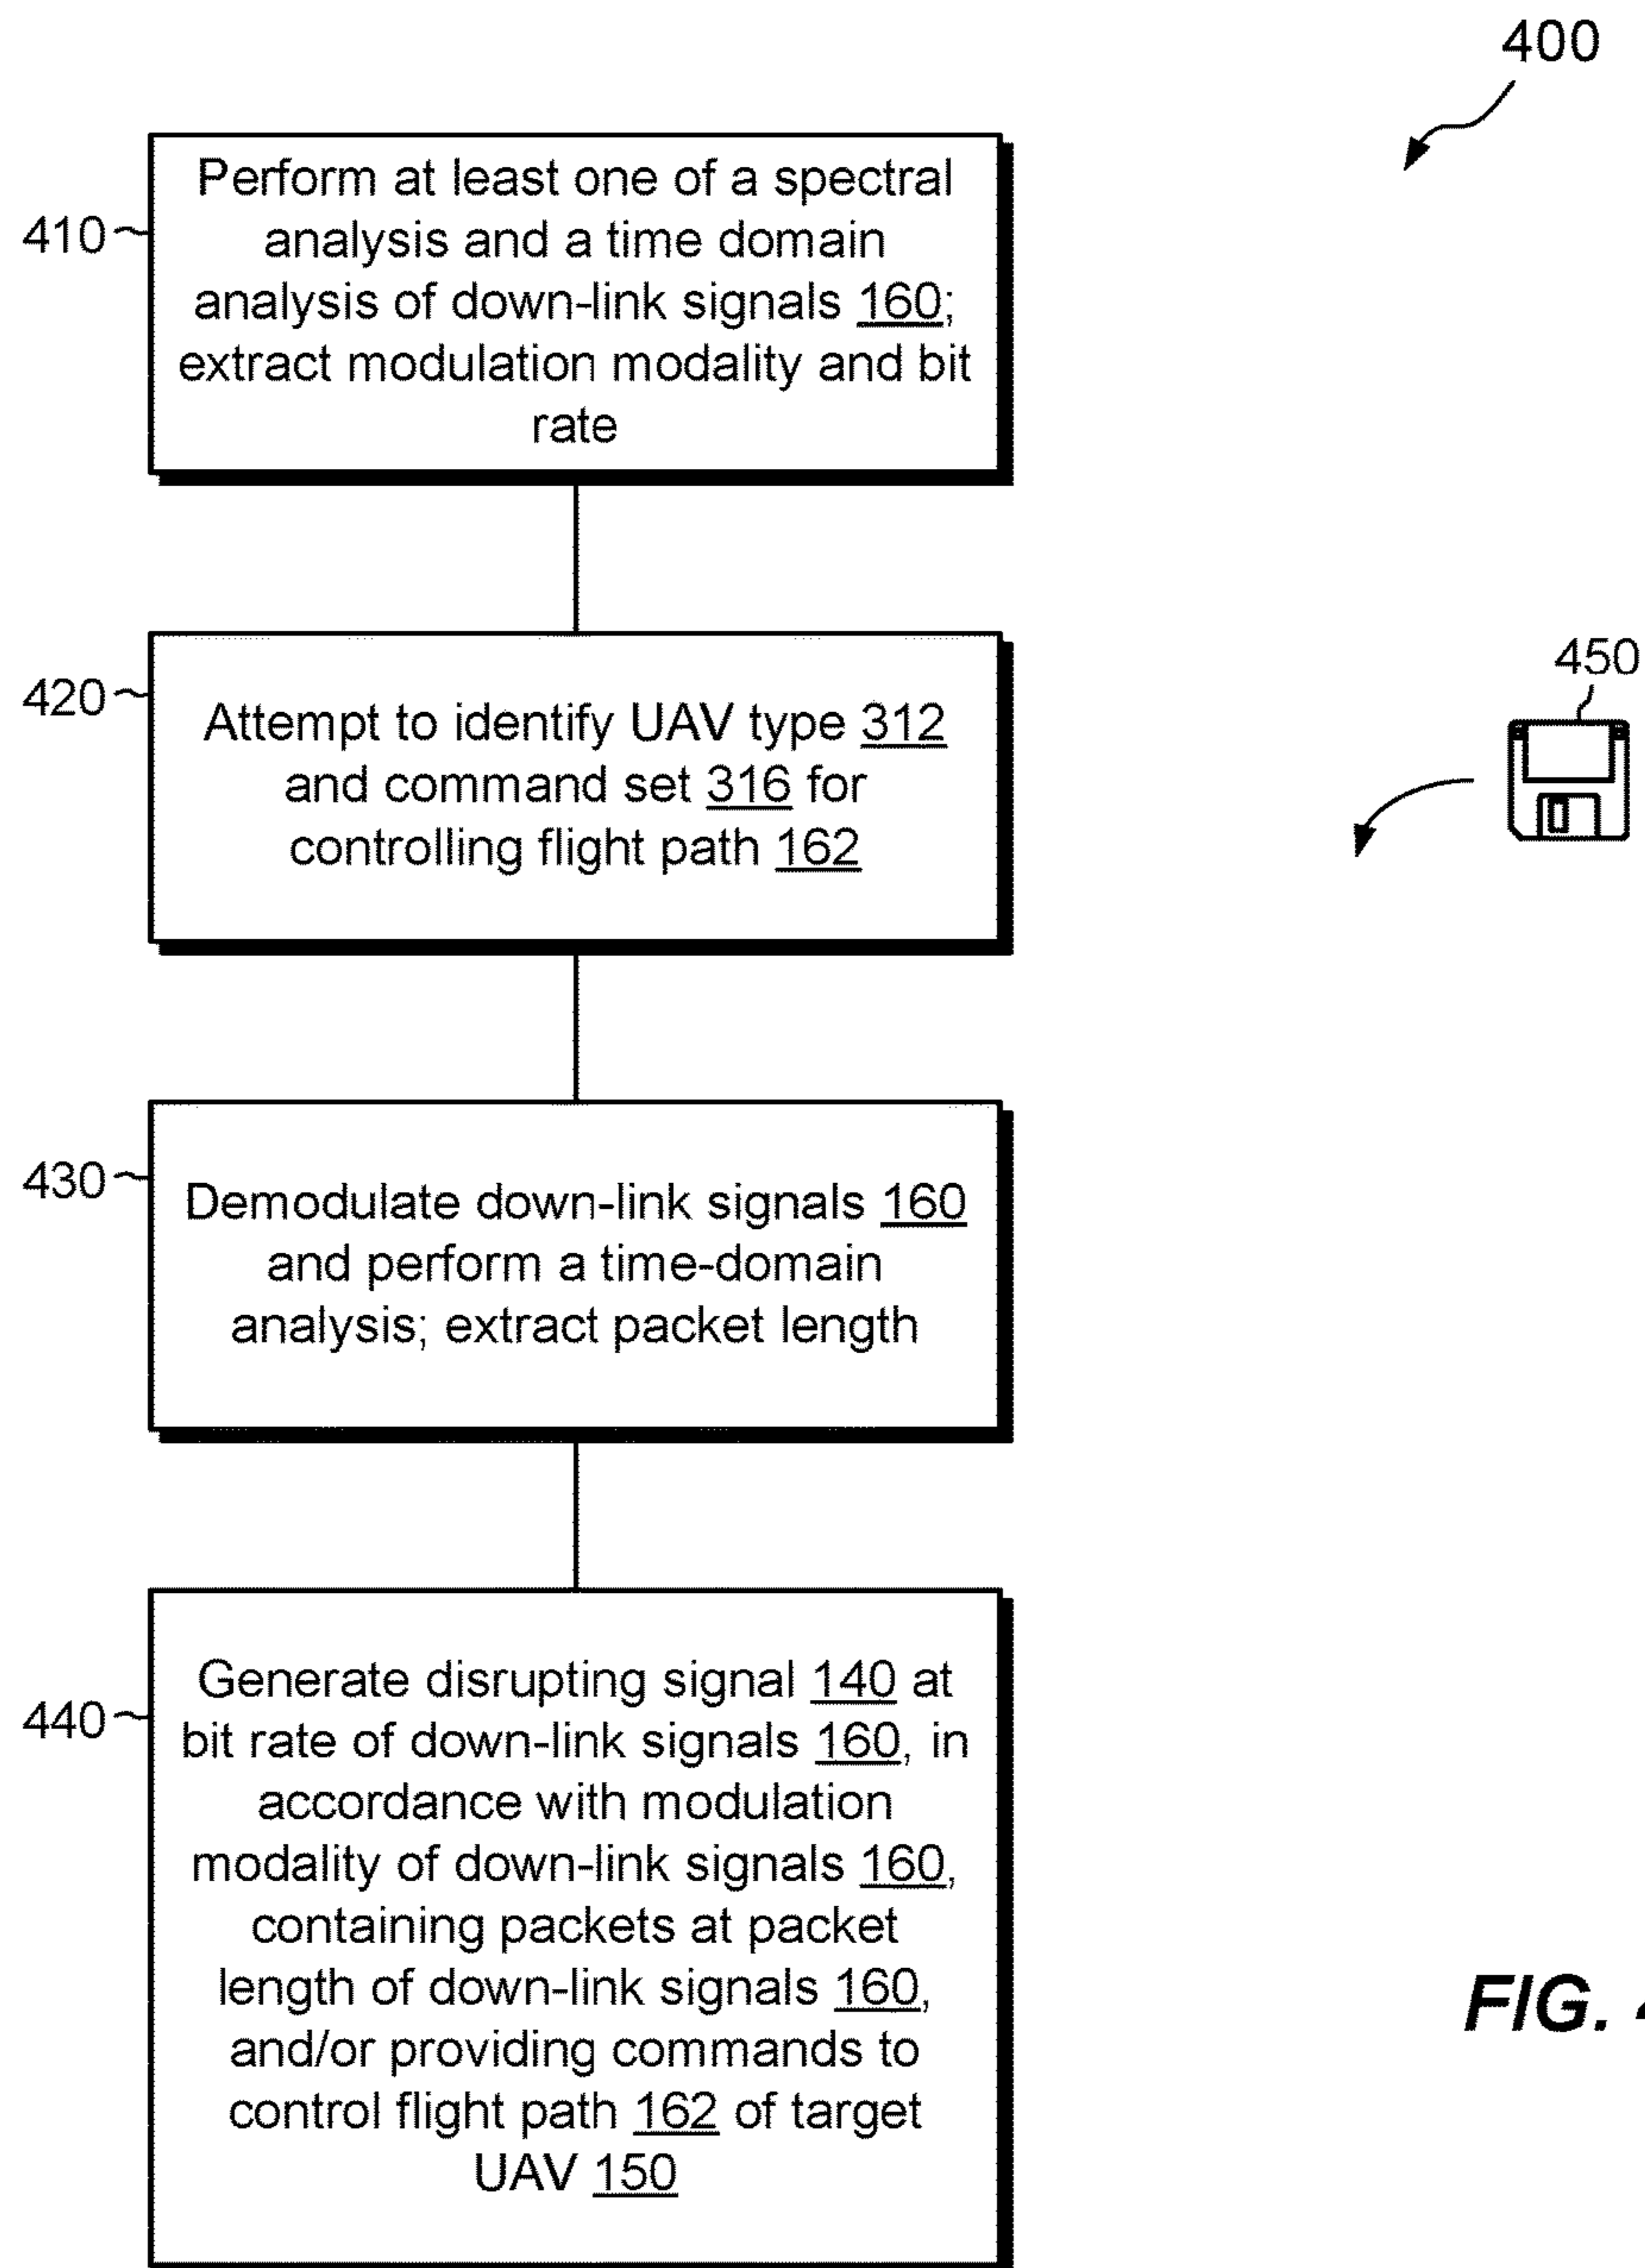 400
410
Perform at least one of a spectral
analysis and a time domain
analysis of down-link signals 160;
extract modulation modality and bit
rate
420
Attempt to identify UAV type 312
and command set 316 for
controlling flight path 162
450
430
Demodulate down-link signals 160
and perform a time-domain
analysis; extract packet length
440
Generate disrupting signal 140 at
bit rate of down-link signals 160, in
accordance with modulation
modality of down-link signals 160,
containing packets at packet
length of down-link signals 160,
and/or providing commands to
control flight path 162 of target
UAV 150
FIG.